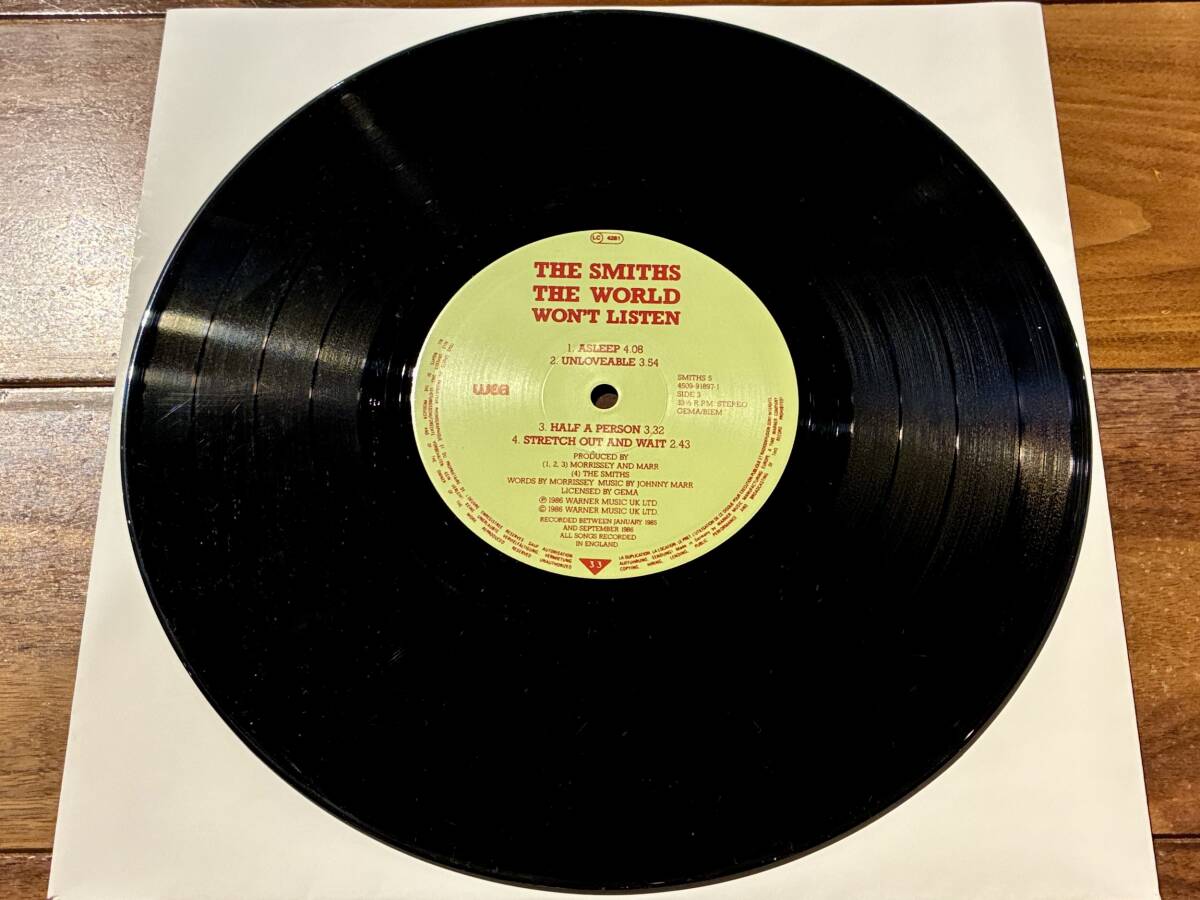 LC 4281
THE SMITHS
THE WORLD
WON'T LISTEN
1. ASLEEP 4.08
2. UNLOVEABLE 3.54
wea
SMITHS 5
4509-91897-1
SIDE 3
33 ⅓ R.P.M. STEREO
GEMA/BIEM
3. HALF A PERSON 3,32
4. STRETCH OUT AND WAIT 2.43
PRODUCED BY
(1, 2, 3) MORRISSEY AND MARR
(4) THE SMITHS
WORDS BY MORRISSEY MUSIC BY JOHNNY MARR
LICENSED BY GEMA
℗ 1986 WARNER MUSIC UK LTD.
© 1986 WARNER MUSIC UK LTD.
RECORDED BETWEEN JANUARY 1985
AND SEPTEMBER 1986
ALL SONGS RECORDED
IN ENGLAND
33